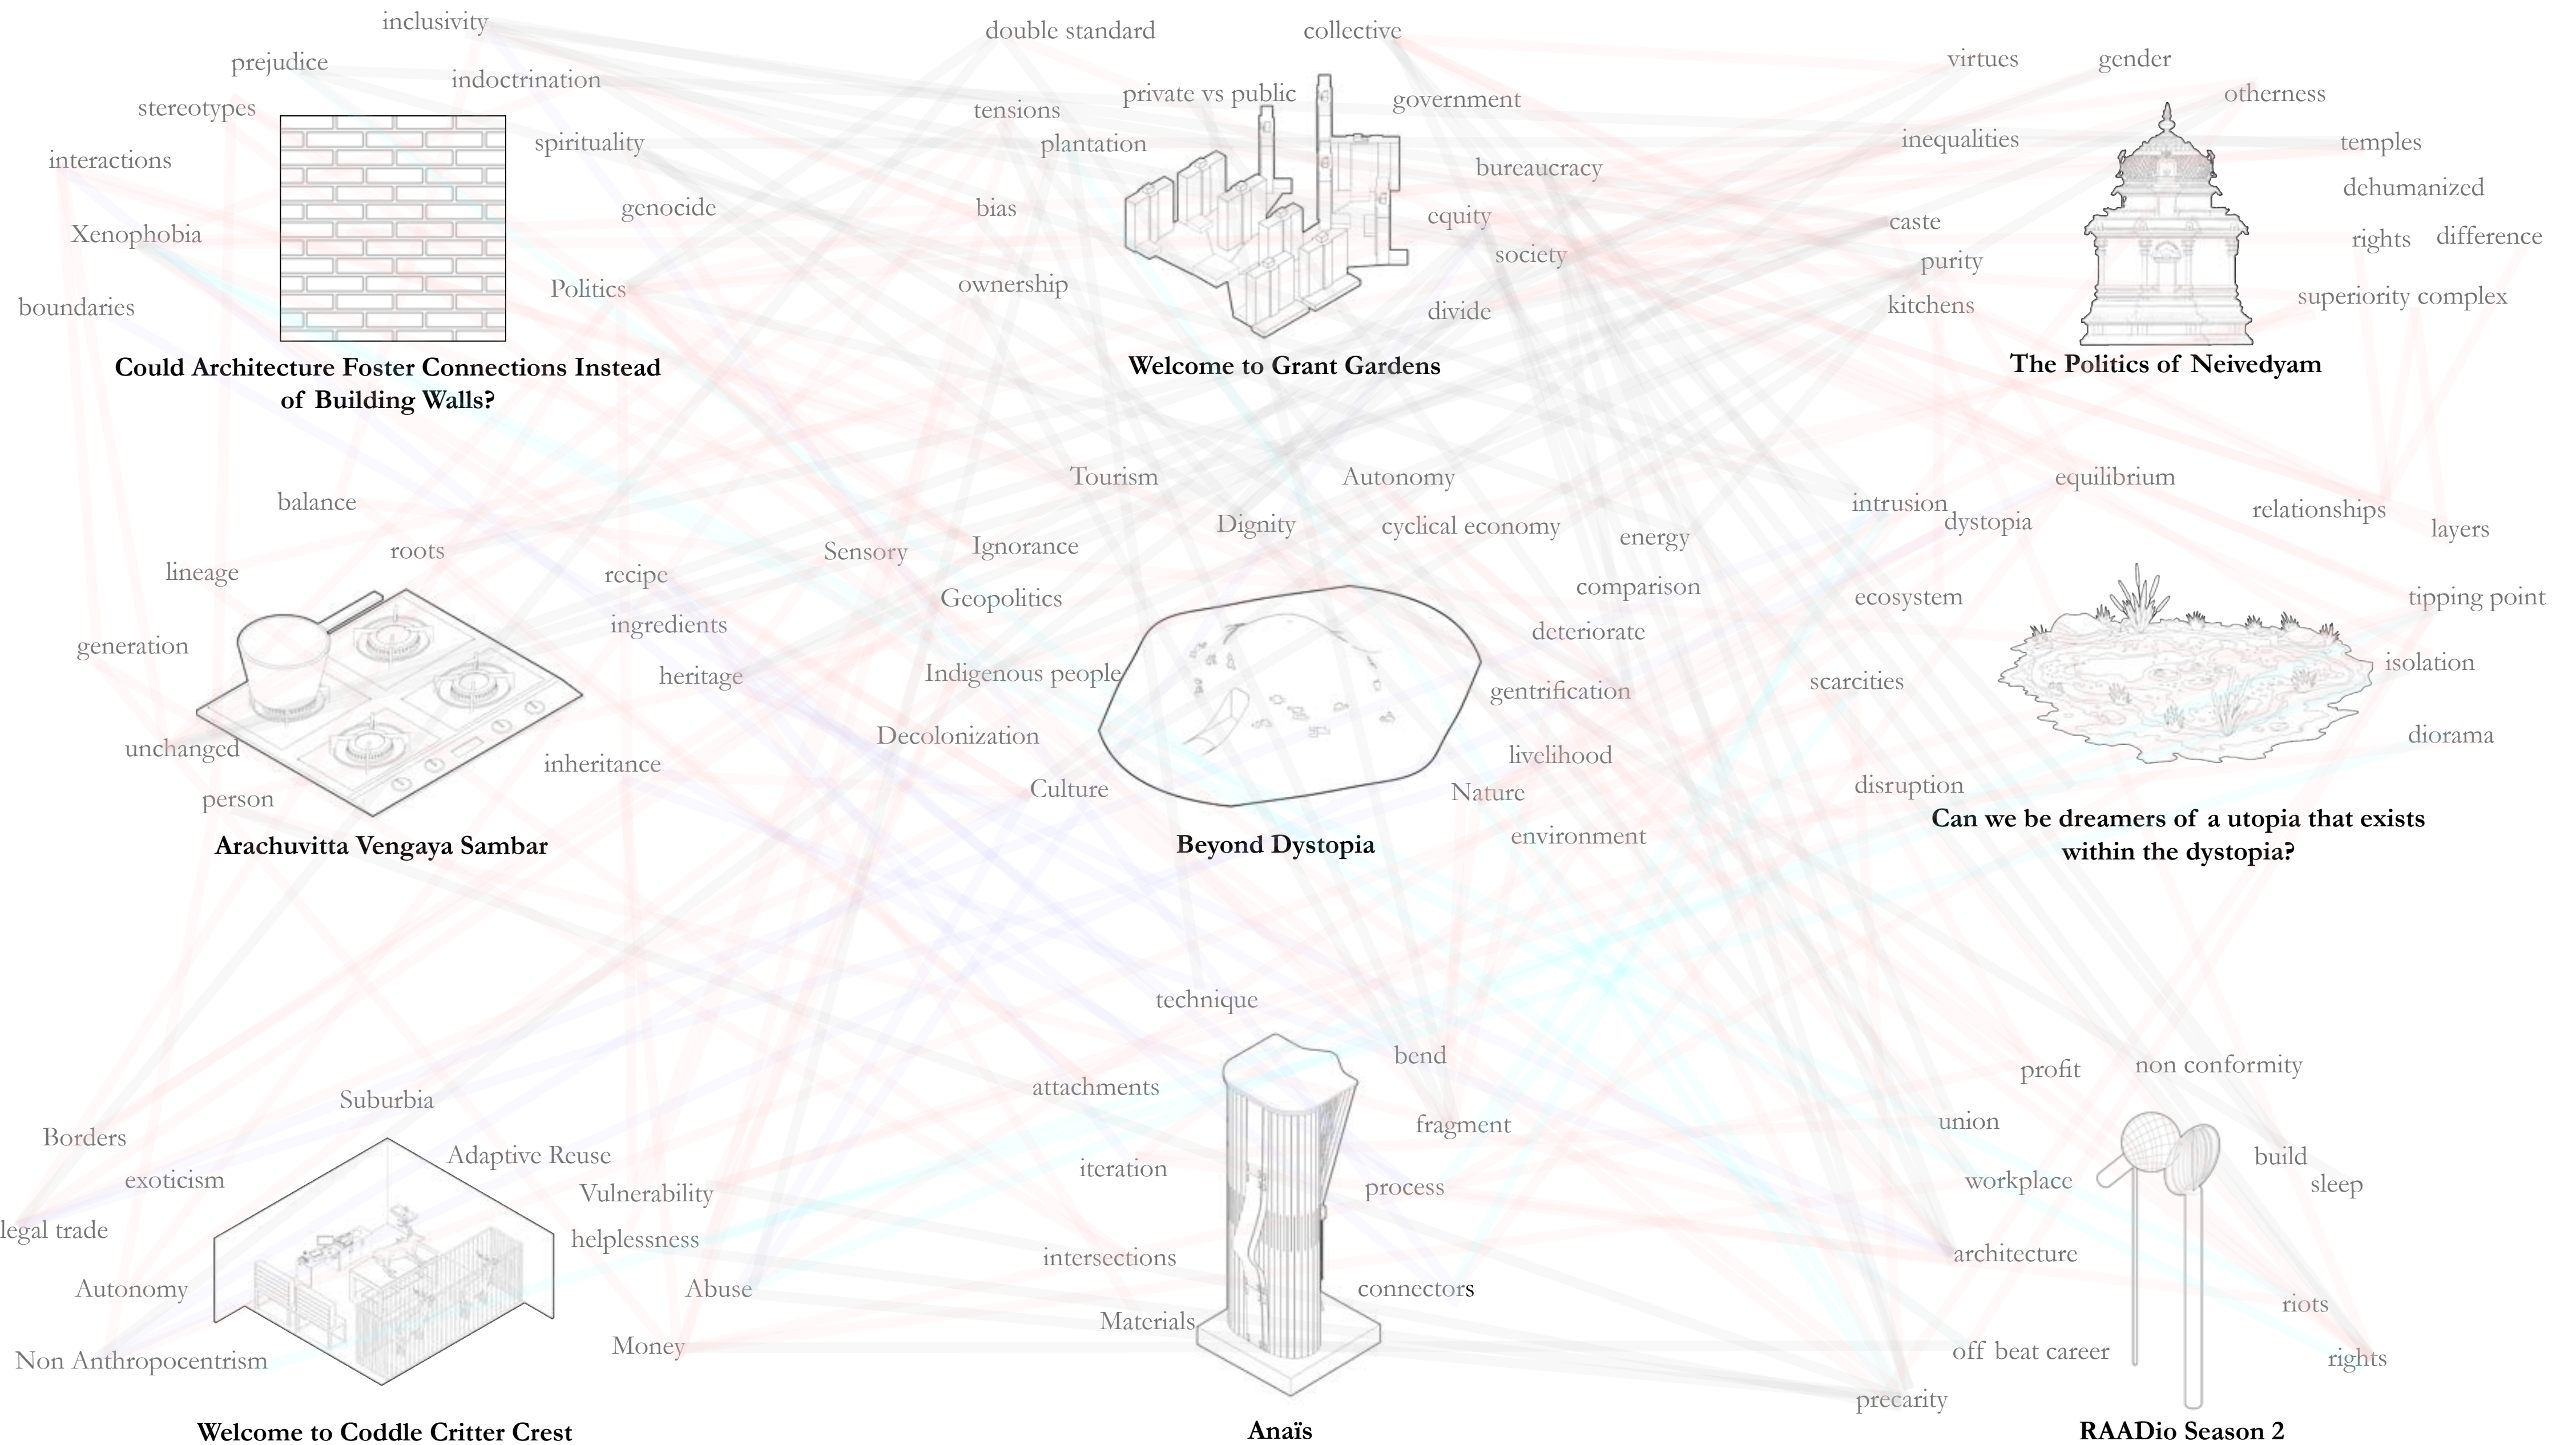 inclusivity
prejudice
indoctrination
stereotypes
interactions
spirituality
genocide
Xenophobia
Politics
boundaries
Could Architecture Foster Connections Instead
of Building Walls?
double standard
collective
private vs public
government
tensions
plantation
bureaucracy
bias
equity
society
ownership
divide
Welcome to Grant Gardens
virtues
gender
otherness
inequalities
temples
dehumanized
caste
rights
difference
purity
kitchens
superiority complex
The Politics of Neivedyam
balance
roots
lineage
recipe
ingredients
generation
heritage
unchanged
inheritance
person
Arachuvitta Vengaya Sambar
Tourism
Autonomy
Dignity
cyclical economy
Sensory
Ignorance
energy
Geopolitics
comparison
deteriorate
Indigenous people
gentrification
Decolonization
livelihood
Culture
Nature
environment
Beyond Dystopia
equilibrium
intrusion
dystopia
relationships
layers
ecosystem
tipping point
isolation
scarcities
diorama
disruption
Can we be dreamers of a utopia that exists
within the dystopia?
Suburbia
Borders
Adaptive Reuse
exoticism
Vulnerability
legal trade
helplessness
Autonomy
Abuse
Money
Non Anthropocentrism
Welcome to Coddle Critter Crest
technique
bend
attachments
fragment
iteration
process
intersections
connectors
Materials
Anaïs
profit
non conformity
union
build
workplace
sleep
architecture
riots
off beat career
rights
precarity
RAADio Season 2